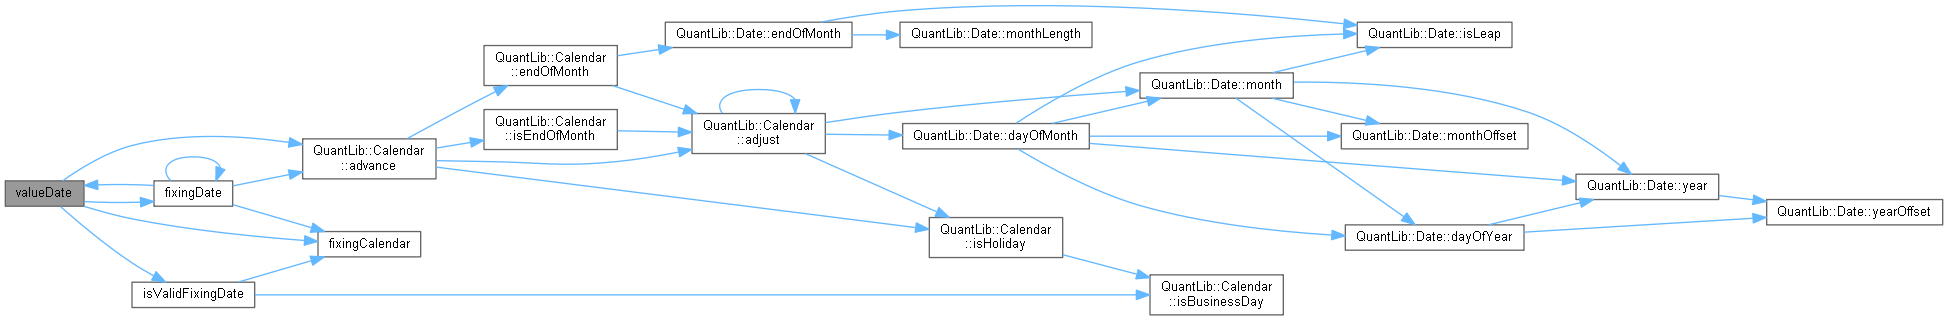 valueDate
fixingDate
isValidFixingDate
QuantLib::Calendar
::advance
fixingCalendar
QuantLib::Calendar
::endOfMonth
QuantLib::Calendar
::isEndOfMonth
QuantLib::Date::endOfMonth
QuantLib::Calendar
::adjust
QuantLib::Date::monthLength
QuantLib::Date::dayOfMonth
QuantLib::Calendar
::isHoliday
QuantLib::Date::month
QuantLib::Calendar
::isBusinessDay
QuantLib::Date::isLeap
QuantLib::Date::monthOffset
QuantLib::Date::dayOfYear
QuantLib::Date::year
QuantLib::Date::yearOffset